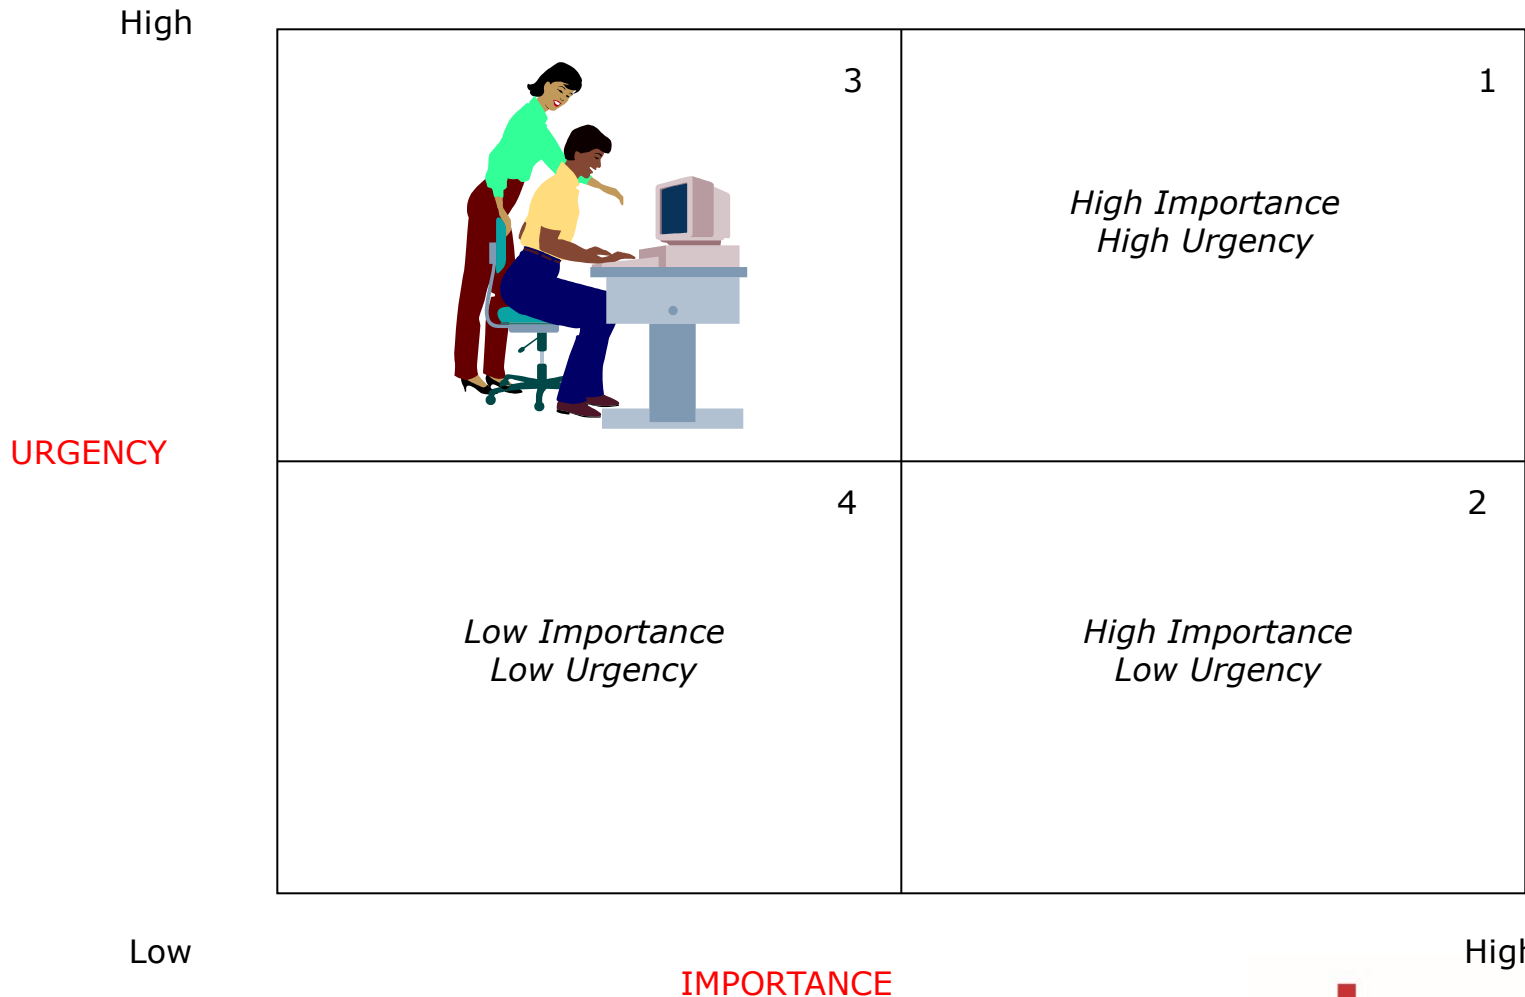 High
3
1
High Importance
High Urgency
URGENCY
4
2
Low Importance
Low Urgency
High Importance
Low Urgency
Low
High
IMPORTANCE